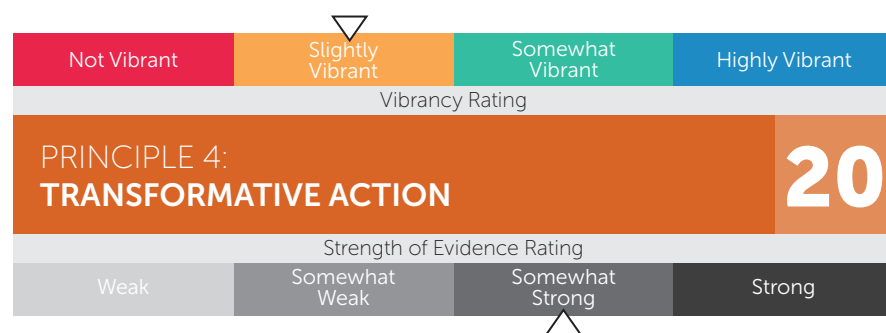 Not Vibrant
Slightly
Vibrant
Somewhat
Vibrant
Highly Vibrant
Vibrancy Rating
PRINCIPLE 4:
TRANSFORMATIVE ACTION
20
Strength of Evidence Rating
Weak
Somewhat
Weak
Somewhat
Strong
Strong